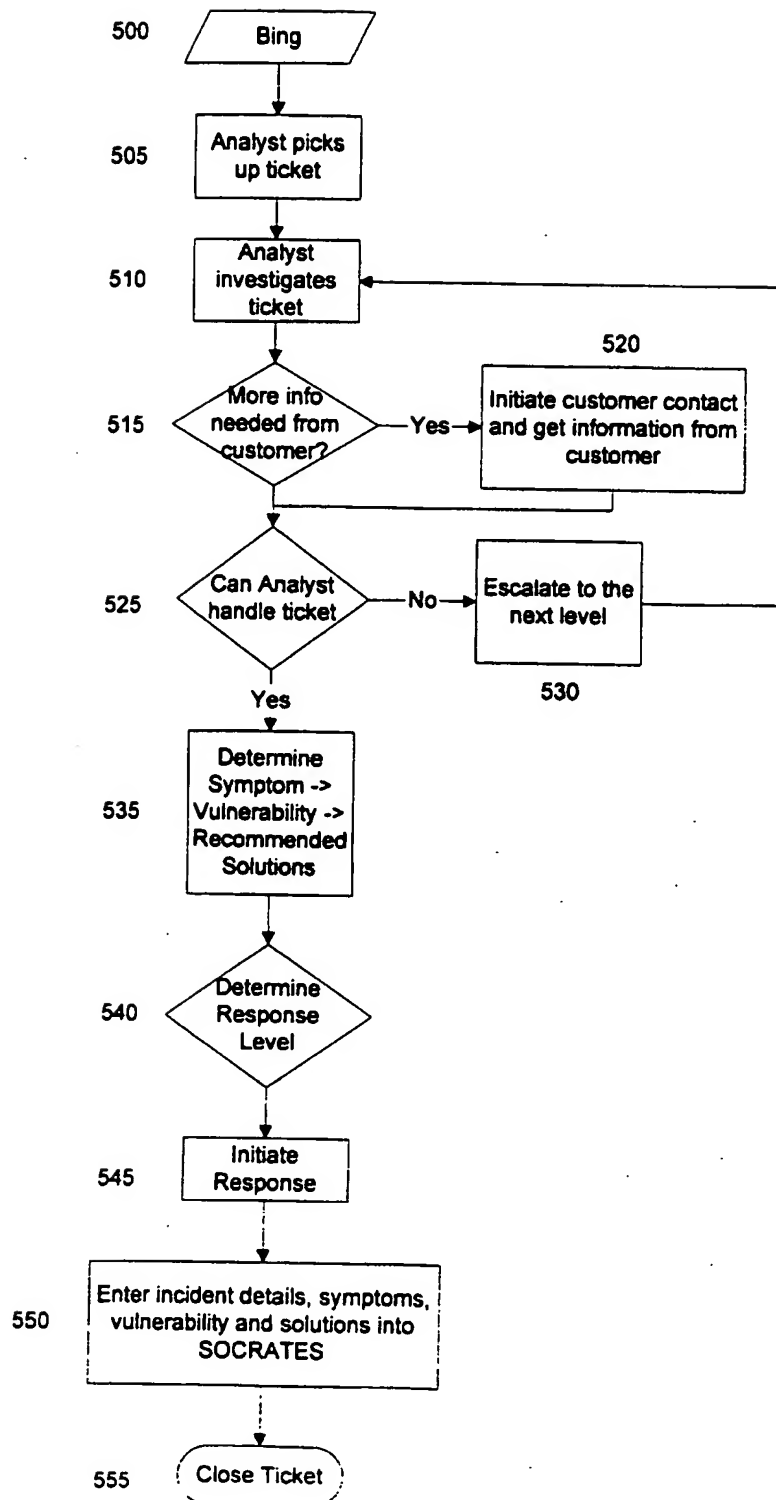 500
Bing
505
Analyst picks
up ticket
510
Analyst
investigates
ticket
515
More info
needed from
customer?
Yes
520
Initiate customer contact
and get information from
customer
525
Can Analyst
handle ticket
No
Escalate to the
next level
530
Yes
535
Determine
Symptom ->
Vulnerability ->
Recommended
Solutions
540
Determine
Response
Level
545
Initiate
Response
550
Enter incident details, symptoms,
vulnerability and solutions into
SOCRATES
555
Close Ticket